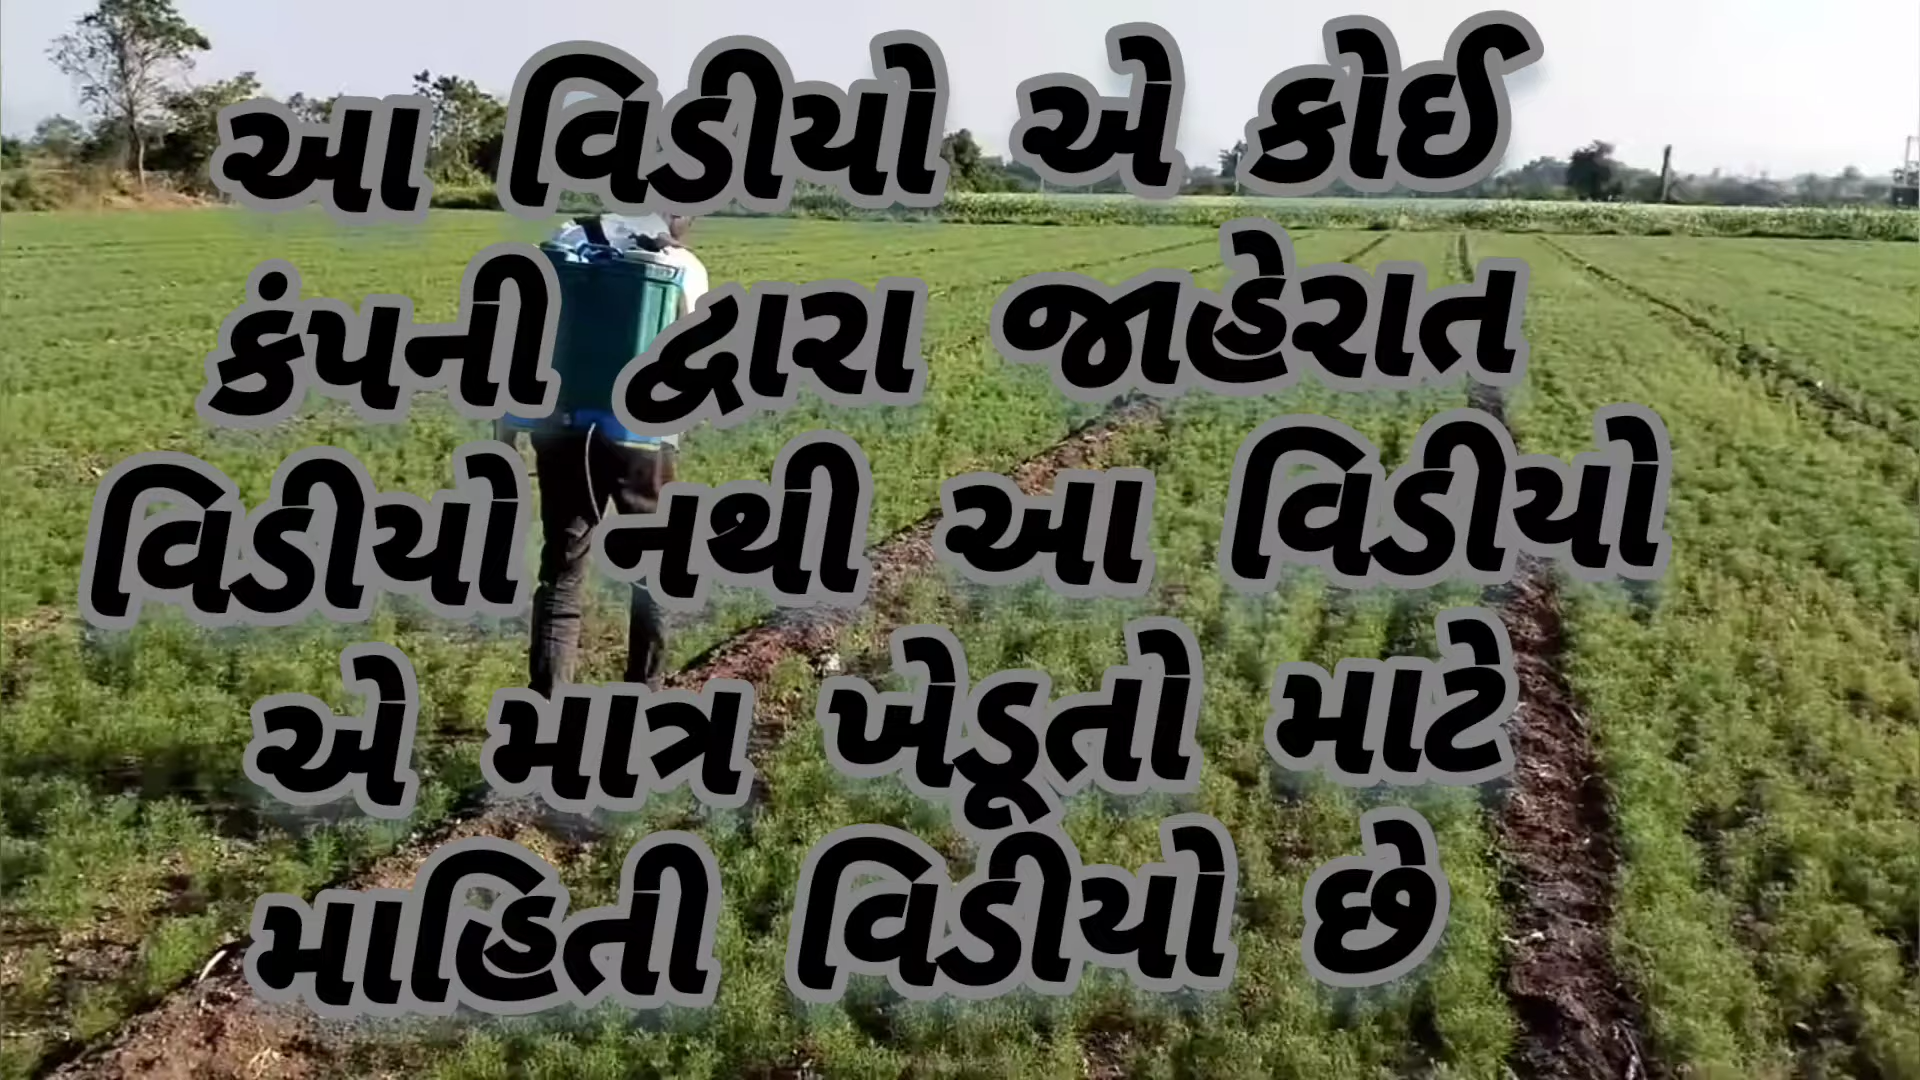 આ વિડીયો એ કોઈ
કંપની દ્વારા જાહેરાત
વિડીયો નથી આ વિડીયો
એ માત્ર ખેડૂતો માટે
માહિતી વિડીયો છે